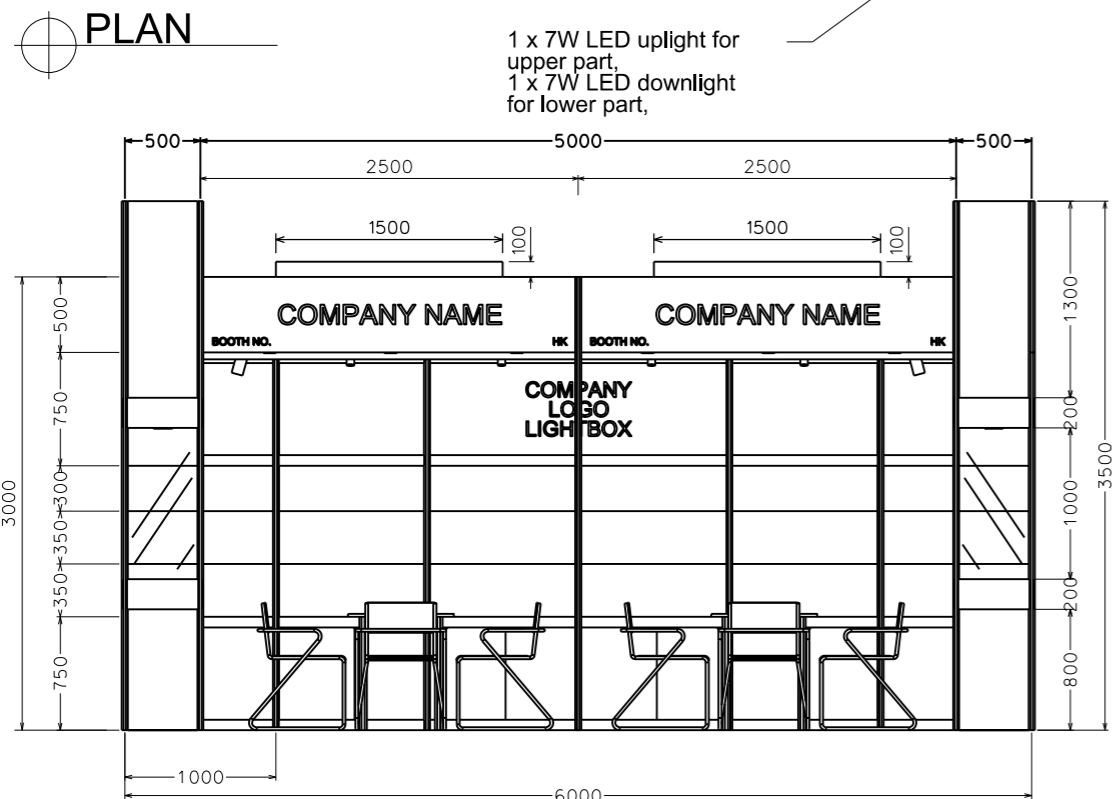 PLAN
1 x 7W LED uplight for
upper part,
1 x 7W LED downlight
for lower part,
500 5000 500
2500 2500
1500 100 1500 100
COMPANY NAME COMPANY NAME
BOOTH NO. HK BOOTH NO. HK
COMPANY
LOGO
LIGHTBOX
3000
500
750
300
350
350
750
1300
200
1000
200
800
3500
1000
6000